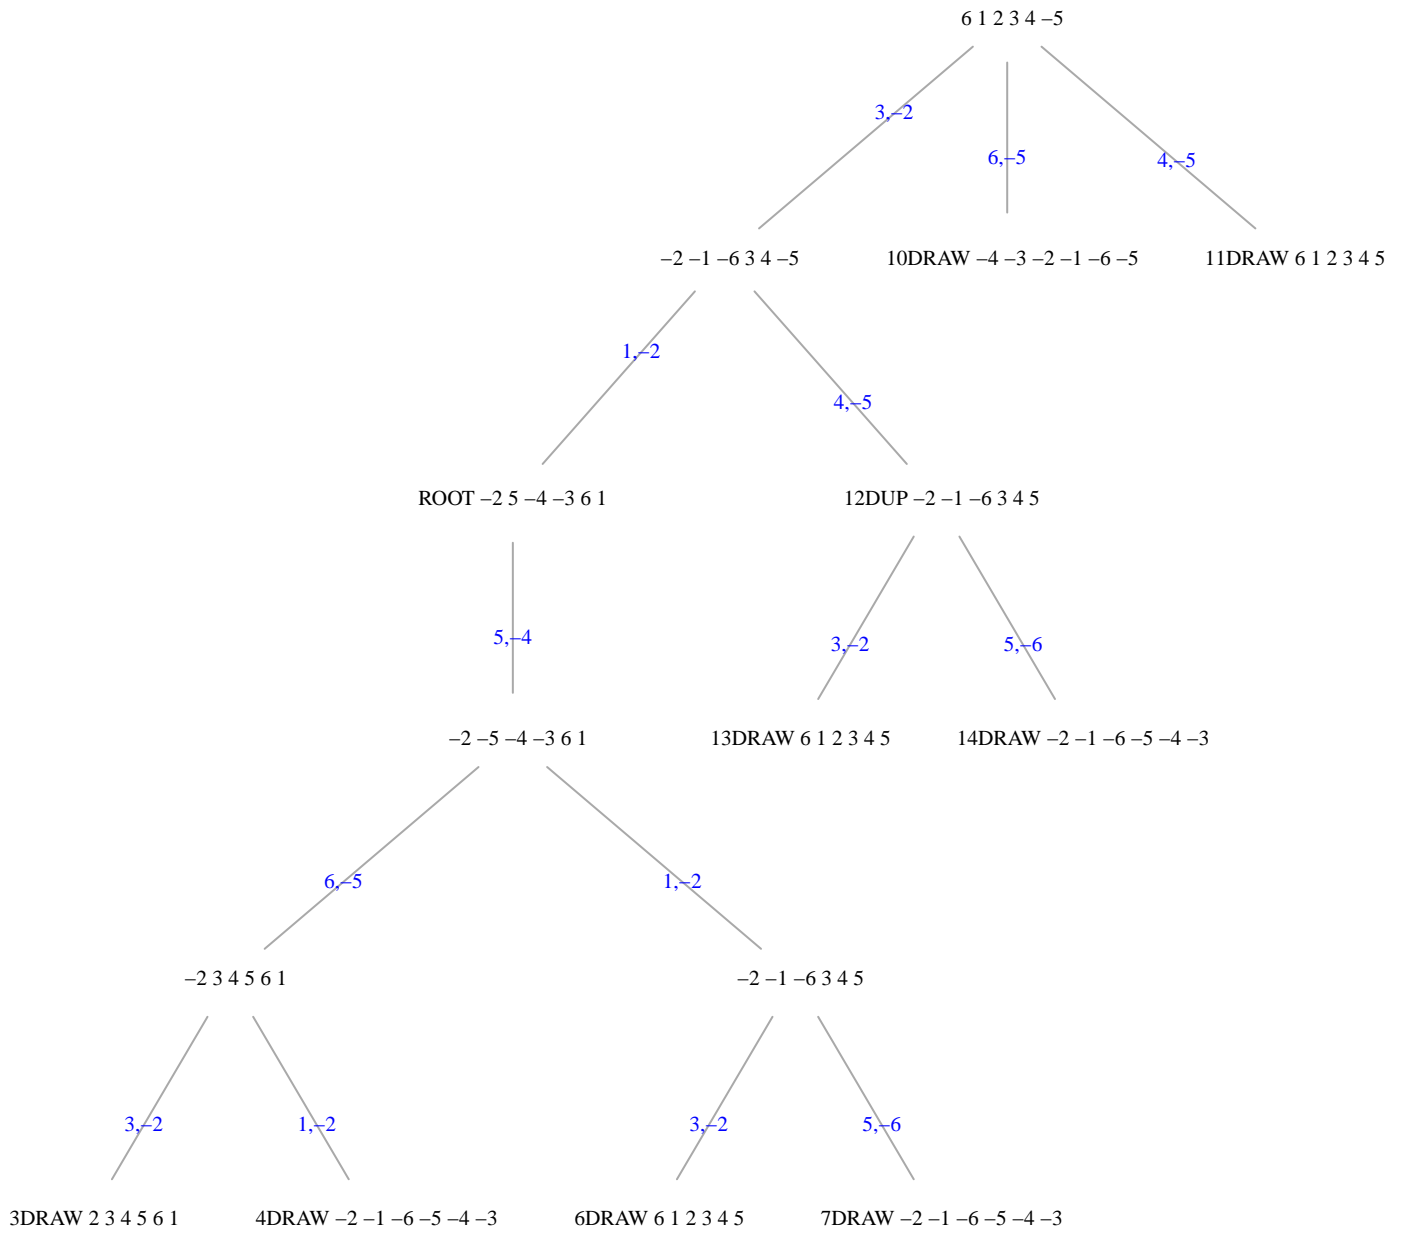 6 1 2 3 4 –5
3,–2
6,–5
4,–5
–2 –1 –6 3 4 –5
10DRAW –4 –3 –2 –1 –6 –5
11DRAW 6 1 2 3 4 5
1,–2
4,–5
ROOT –2 5 –4 –3 6 1
12DUP –2 –1 –6 3 4 5
5,–4
3,–2
5,–6
–2 –5 –4 –3 6 1
13DRAW 6 1 2 3 4 5
14DRAW –2 –1 –6 –5 –4 –3
6,–5
1,–2
–2 3 4 5 6 1
–2 –1 –6 3 4 5
3,–2
1,–2
3,–2
5,–6
3DRAW 2 3 4 5 6 1
4DRAW –2 –1 –6 –5 –4 –3
6DRAW 6 1 2 3 4 5
7DRAW –2 –1 –6 –5 –4 –3